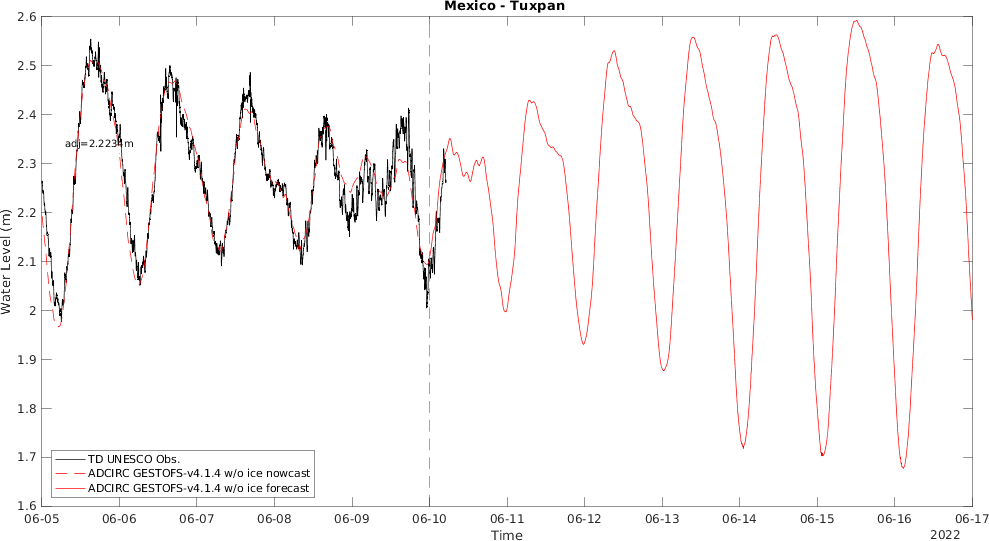 Mexico - Tuxpan
2.6
2.5
2.4
2.3
2.2
2.1
2
1.9
1.8
1.7
1.6
Water Level (m)
adj=2.2234m
TD UNESCO Obs.
ADCIRC GESTOFS-v4.1.4 w/o ice nowcast
ADCIRC GESTOFS-v4.1.4 w/o ice forecast
06-05 06-06 06-07 06-08 06-09 06-10 06-11 06-12 06-13 06-14 06-15 06-16 06-17
Time
2022